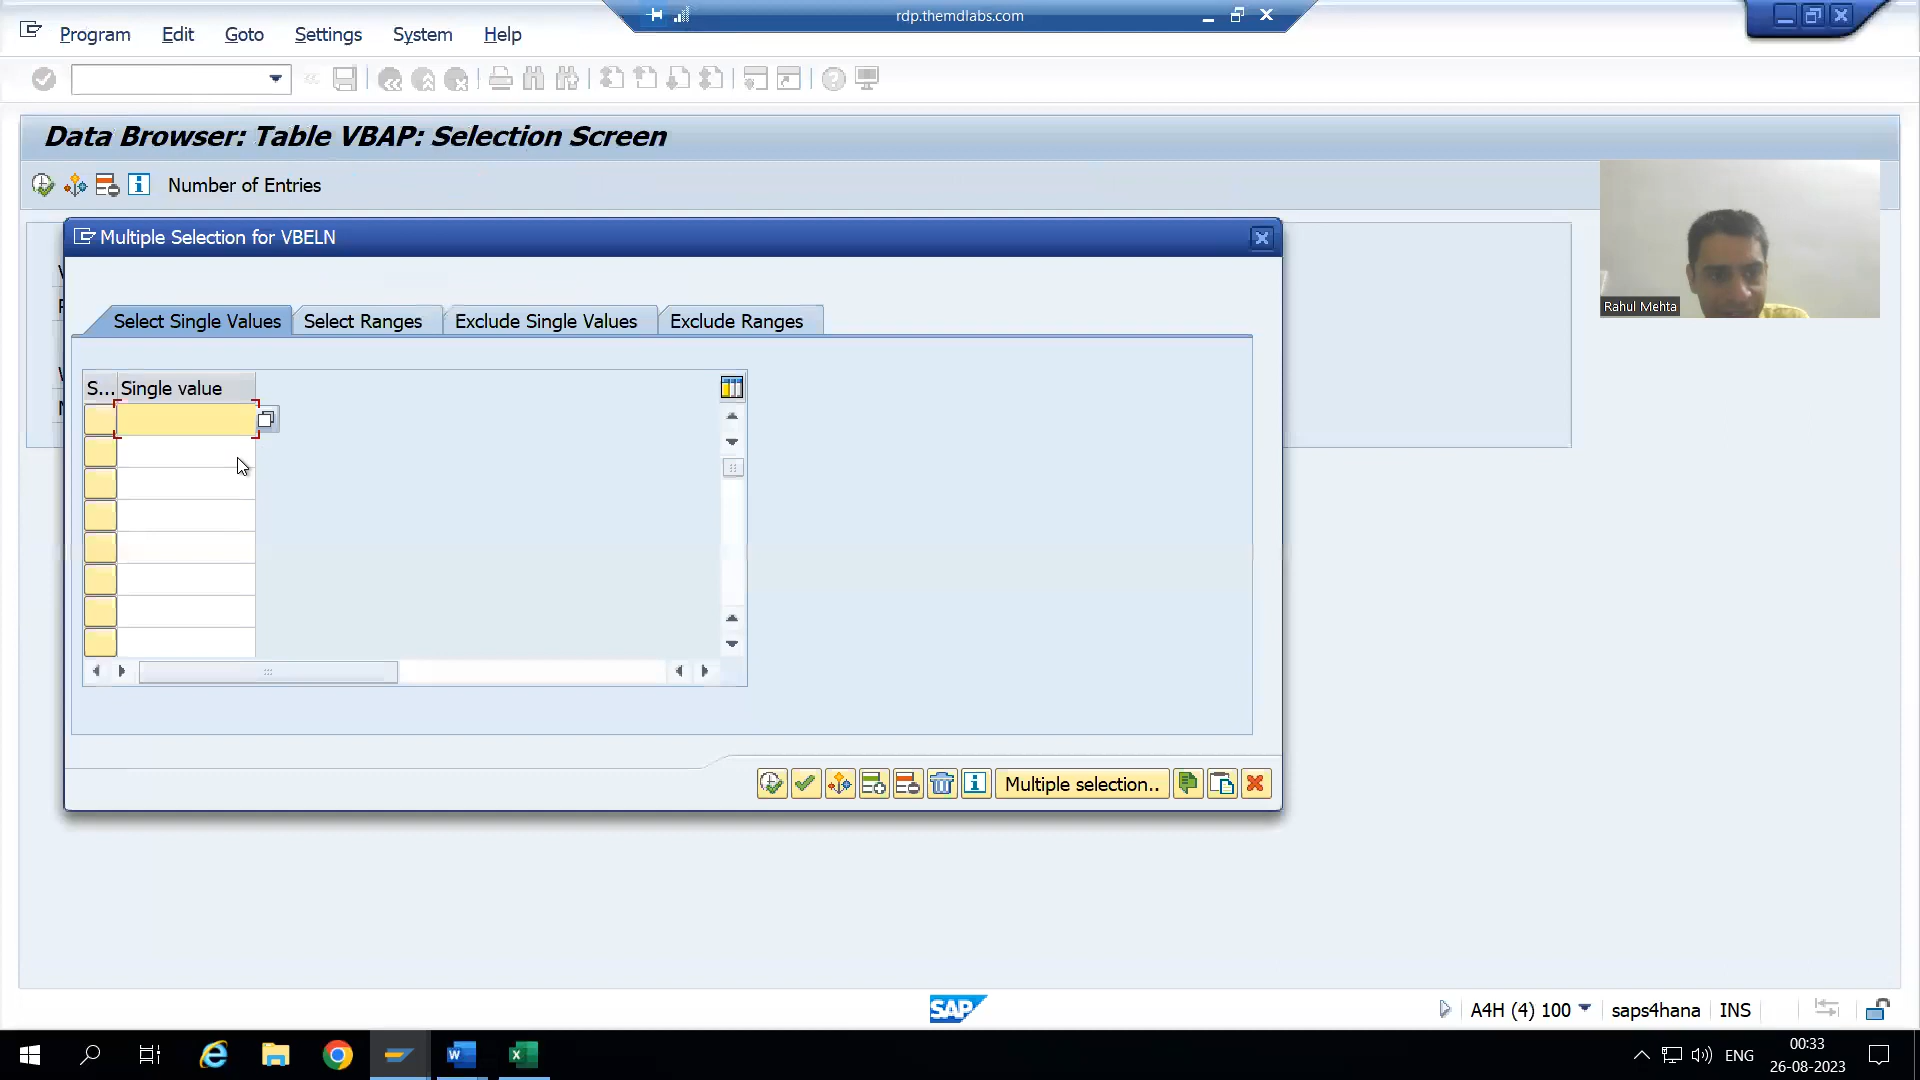 rdp.themdlabs.com
Program Edit Goto Settings System Help
Data Browser: Table VBAP: Selection Screen
Number of Entries
Multiple Selection for VBELN
Select Single Values Select Ranges Exclude Single Values Exclude Ranges
Rahul Mehta
S... Single value
Multiple selection..
SAP
A4H (4) 100 saps4hana INS
ENG
00:33
26-08-2023